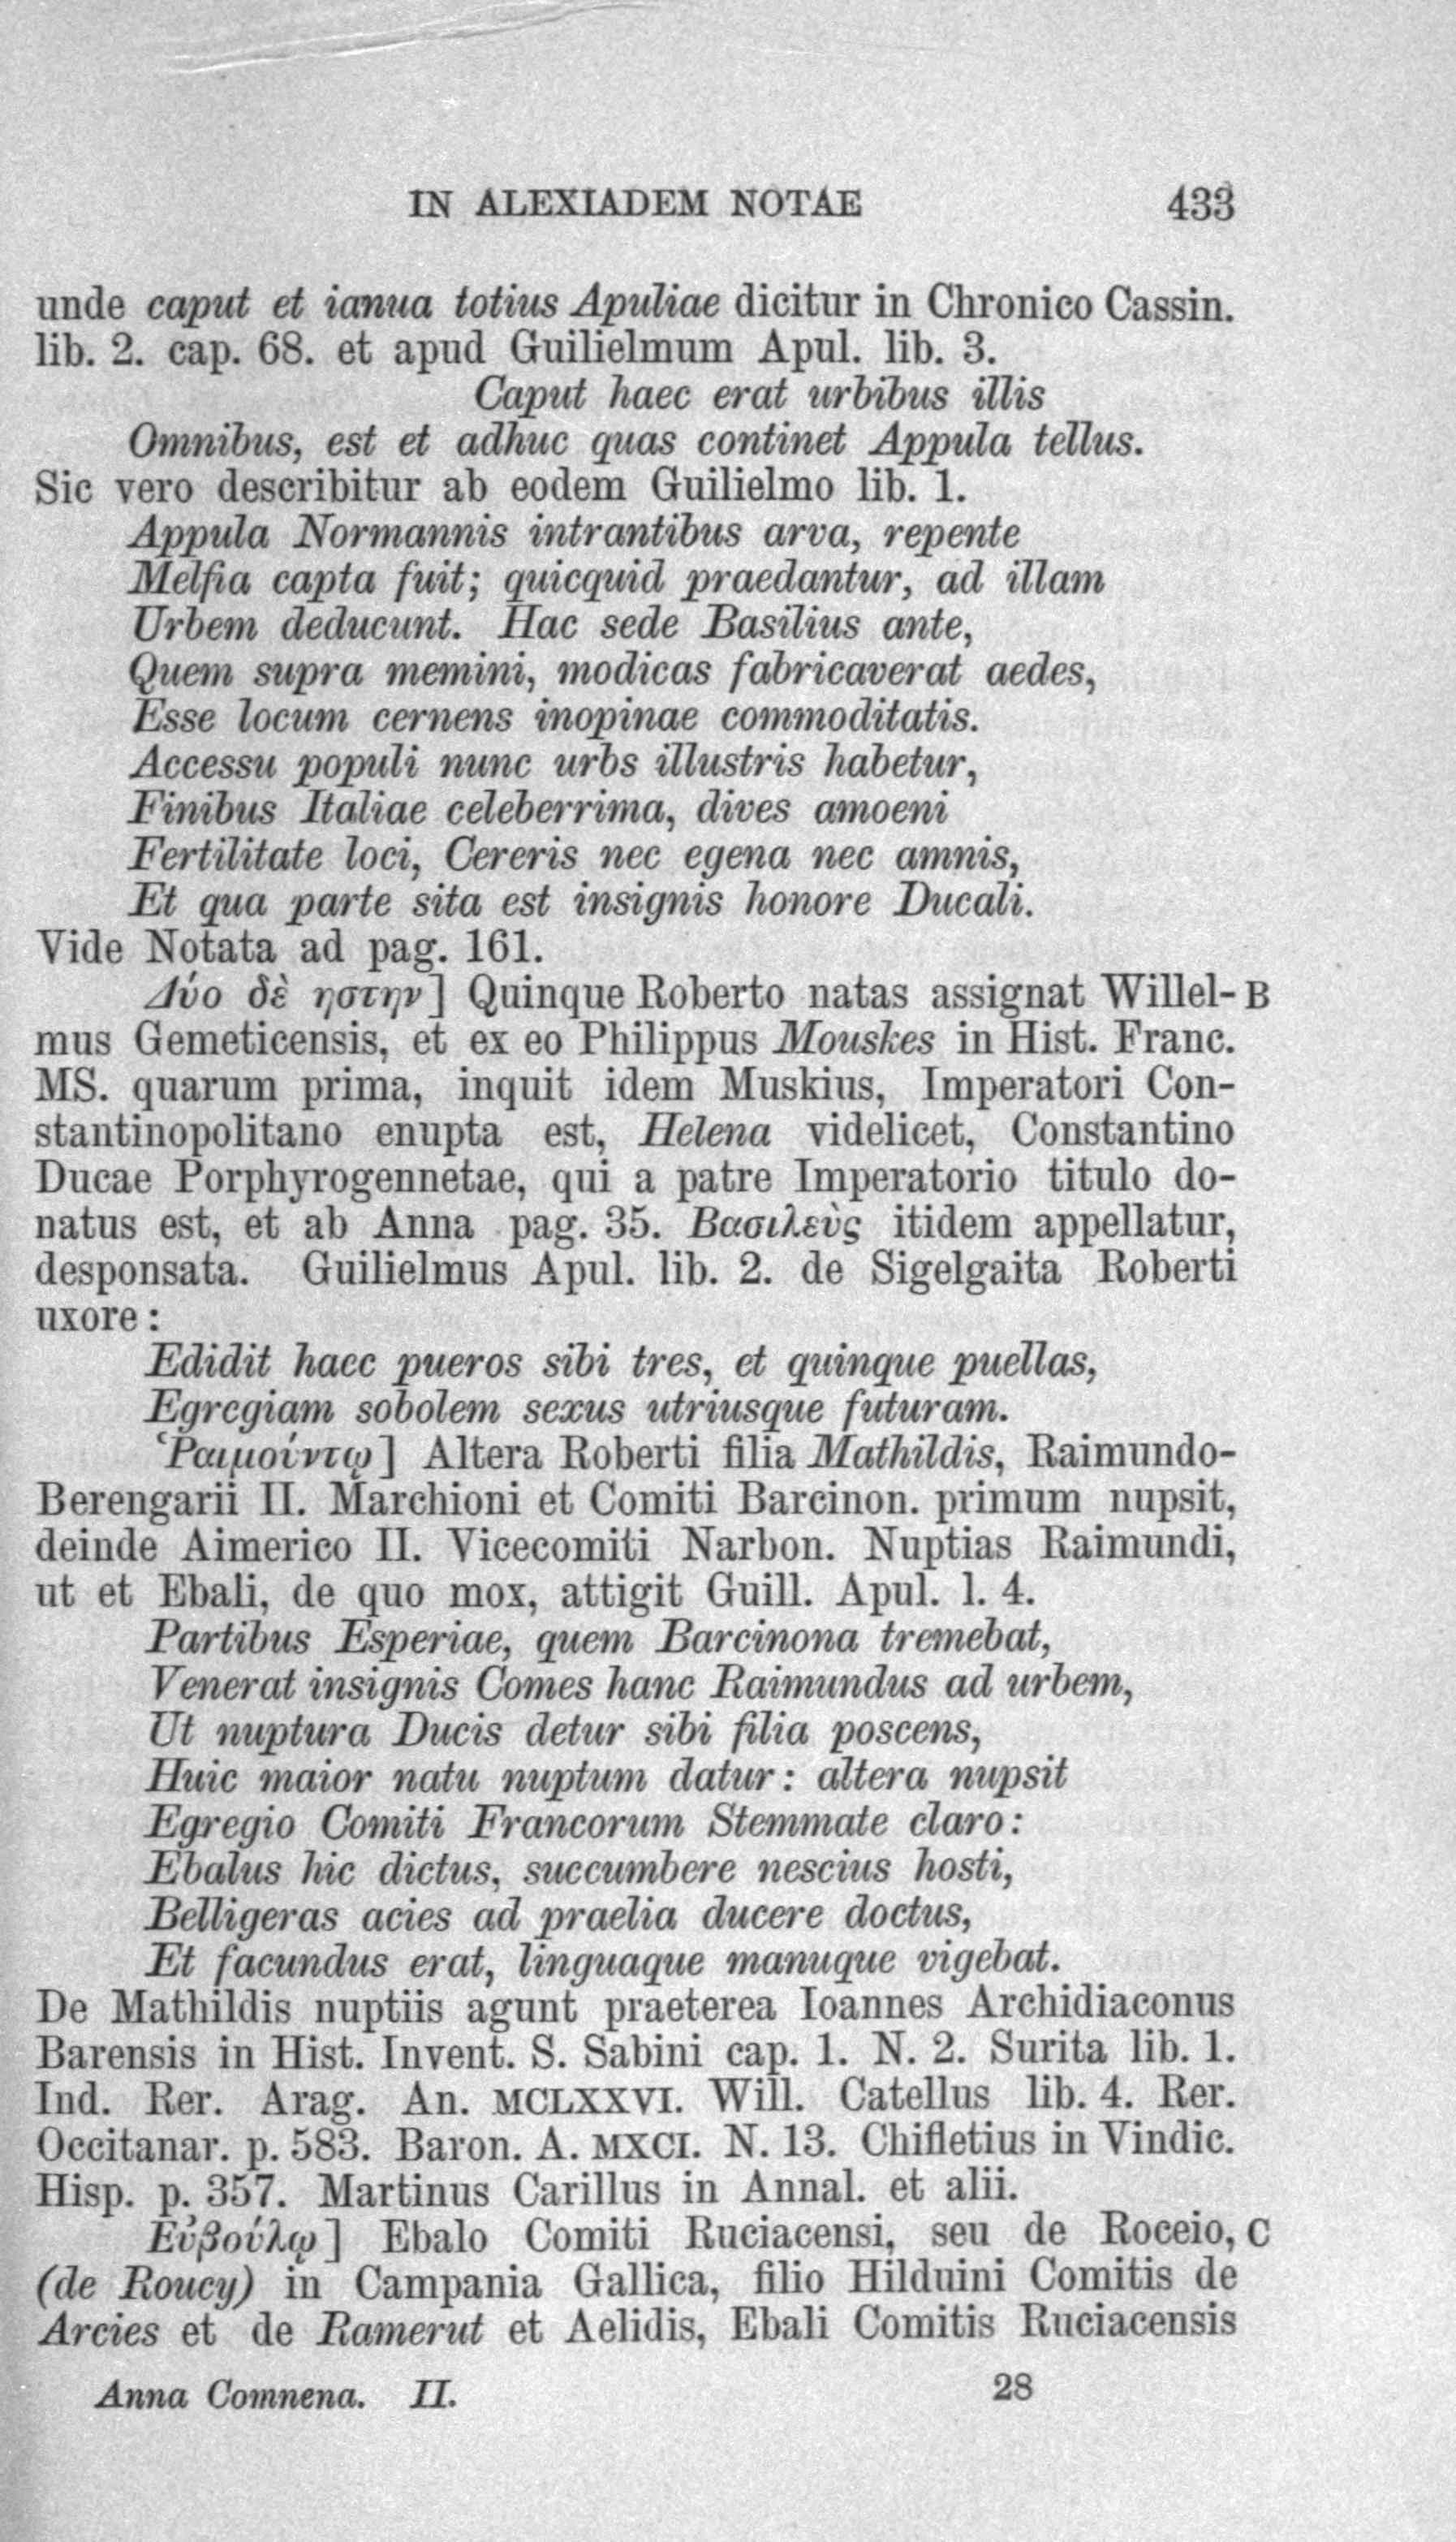 IN ALEXIADEM NOTAE 433
unde caput et ianua totius Apuliae dicitur in Chronico Cassin.
lib. 2. cap. 68. et apud Guilielmum Apul. lib. 3.
Caput haec erat urbibus illis
Omnibus, est et adhuc quas continet Appula tellus.
Sic vero describitur ab eodem Guilielmo lib. 1.
Appula Normannis intrantibus arva, repente
Melfia capta fuit; quicquid praedantur, ad illam
Urbem deducunt. Hac sede Basilius ante,
Quem supra memini, modicas fabricaverat aedes,
Esse locum cernens inopinae commoditatis.
Accessu populi nunc urbs illustris habetur,
Finibus Italiae celeberrima, dives amoeni
Fertilitate loci, Cereris nec egena nec amnis,
Et qua parte sita est insignis honore Ducali.
Vide Notata ad pag. 161.
Δύο δὲ ηστην] Quinque Roberto natas assignat Willel- B
mus Gemeticensis, et ex eo Philippus Mouskes in Hist. Franc.
MS. quarum prima, inquit idem Muskius, Imperatori Con-
stantinopolitano enupta est, Helena videlicet, Constantino
Ducae Porphyrogennetae, qui a patre Imperatorio titulo do-
natus est, et ab Anna pag. 35. Βασιλεὺς itidem appellatur,
desponsata. Guilielmus Apul. lib. 2. de Sigelgaita Roberti
uxore:
Edidit haec pueros sibi tres, et quinque puellas,
Egregiam sobolem sexus utriusque futuram.
Ῥαιμούντῳ] Altera Roberti filia Mathildis, Raimundo-
Berengarii II. Marchioni et Comiti Barcinon. primum nupsit,
deinde Aimerico II. Vicecomiti Narbon. Nuptias Raimundi,
ut et Ebali, de quo mox, attigit Guill. Apul. l. 4.
Partibus Esperiae, quem Barcinona tremebat,
Venerat insignis Comes hanc Raimundus ad urbem,
Ut nuptura Ducis detur sibi filia poscens,
Huic maior natu nuptum datur: altera nupsit
Egregio Comiti Francorum Stemmate claro:
Ebalus hic dictus, succumbere nescius hosti,
Belligeras acies ad praelia ducere doctus,
Et facundus erat, linguaque manuque vigebat.
De Mathildis nuptiis agunt praeterea Ioannes Archidiaconus
Barensis in Hist. Invent. S. Sabini cap. 1. N. 2. Surita lib. 1.
Ind. Rer. Arag. An. MCLXXVI. Will. Catellus lib. 4. Rer.
Occitanar. p. 583. Baron. A. MXCI. N. 13. Chifletius in Vindic.
Hisp. p. 357. Martinus Carillus in Annal. et alii.
Εὐβούλῳ] Ebalo Comiti Ruciacensi, seu de Roceio, C
(de Roucy) in Campania Gallica, filio Hilduini Comitis de
Arcies et de Ramerut et Aelidis, Ebali Comitis Ruciacensis
Anna Comnena. II. 28